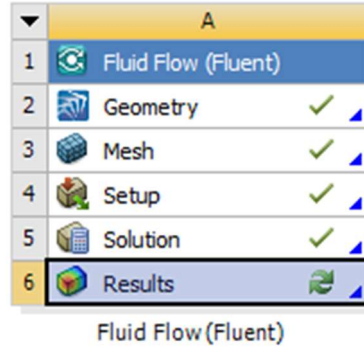 A
1 Fluid Flow (Fluent)
2 Geometry
3 Mesh
4 Setup
5 Solution
6 Results
Fluid Flow (Fluent)